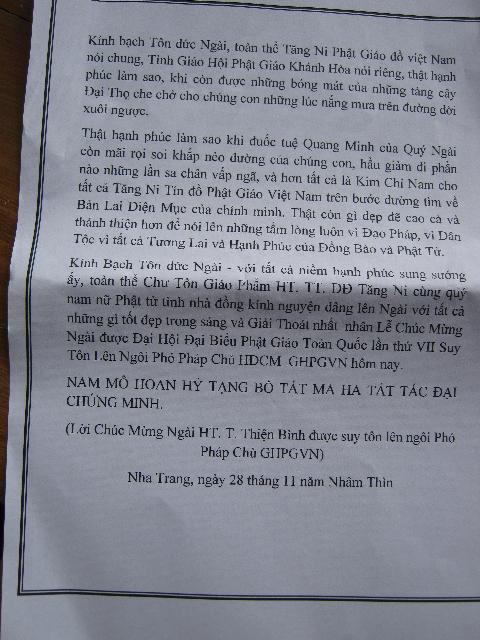 Kính bạch Tôn đức Ngài, toàn thể Tăng Ni Phật Giáo đồ việt Nam
nói chung, Tỉnh Giáo Hội Phật Giáo Khánh Hòa nói riêng, thật hạnh
phúc làm sao, khi còn được những bóng mát của những tàng cây
Đại Thọ che chở cho chúng con những lúc nắng mưa trên đường đời
xuôi ngược.
Thật hạnh phúc làm sao khi đuốc tuệ Quang Minh của Quý Ngài
còn mãi rọi soi khắp nẻo đường của chúng con, hầu giảm đi phần
nào những lần sa chân vấp ngã, và hơn tất cả là Kim Chỉ Nam cho
tất cả Tăng Ni Tín đồ Phật Giáo Việt Nam trên bước đường tìm về
Bản Lai Diện Mục của chính mình. Thật còn gì đẹp đẽ cao cả và
thánh thiện hơn để nói lên những tấm lòng luôn vì Đạo Pháp, vì Dân
Tộc vì tất cả Tương Lai và Hạnh Phúc của Đồng Bào và Phật Tử.
Kính Bạch Tôn đức Ngài - với tất cả niềm hạnh phúc sung sướng
ấy, toàn thể Chư Tôn Giáo Phẩm HT. TT. DĐ Tăng Ni cùng quý
nam nữ Phật tử tỉnh nhà đồng kính nguyện dâng lên Ngài với tất cả
những gì tốt đẹp trong sáng và Giải Thoát nhất nhân Lễ Chúc Mừng
Ngài được Đại Hội Đại Biểu Phật Giáo Toàn Quốc lần thứ VII Suy
Tôn Lên Ngôi Phó Pháp Chủ HĐCM GHPGVN hôm nay.
NAM MÔ HOAN HỶ TẠNG BỒ TÁT MA HA TÁT TÁC ĐẠI
CHỨNG MINH.
(Lời Chúc Mừng Ngài HT. T. Thiện Bình được suy tôn lên ngôi Phó
Pháp Chủ GHPGVN)
Nha Trang, ngày 28 tháng 11 năm Nhâm Thìn